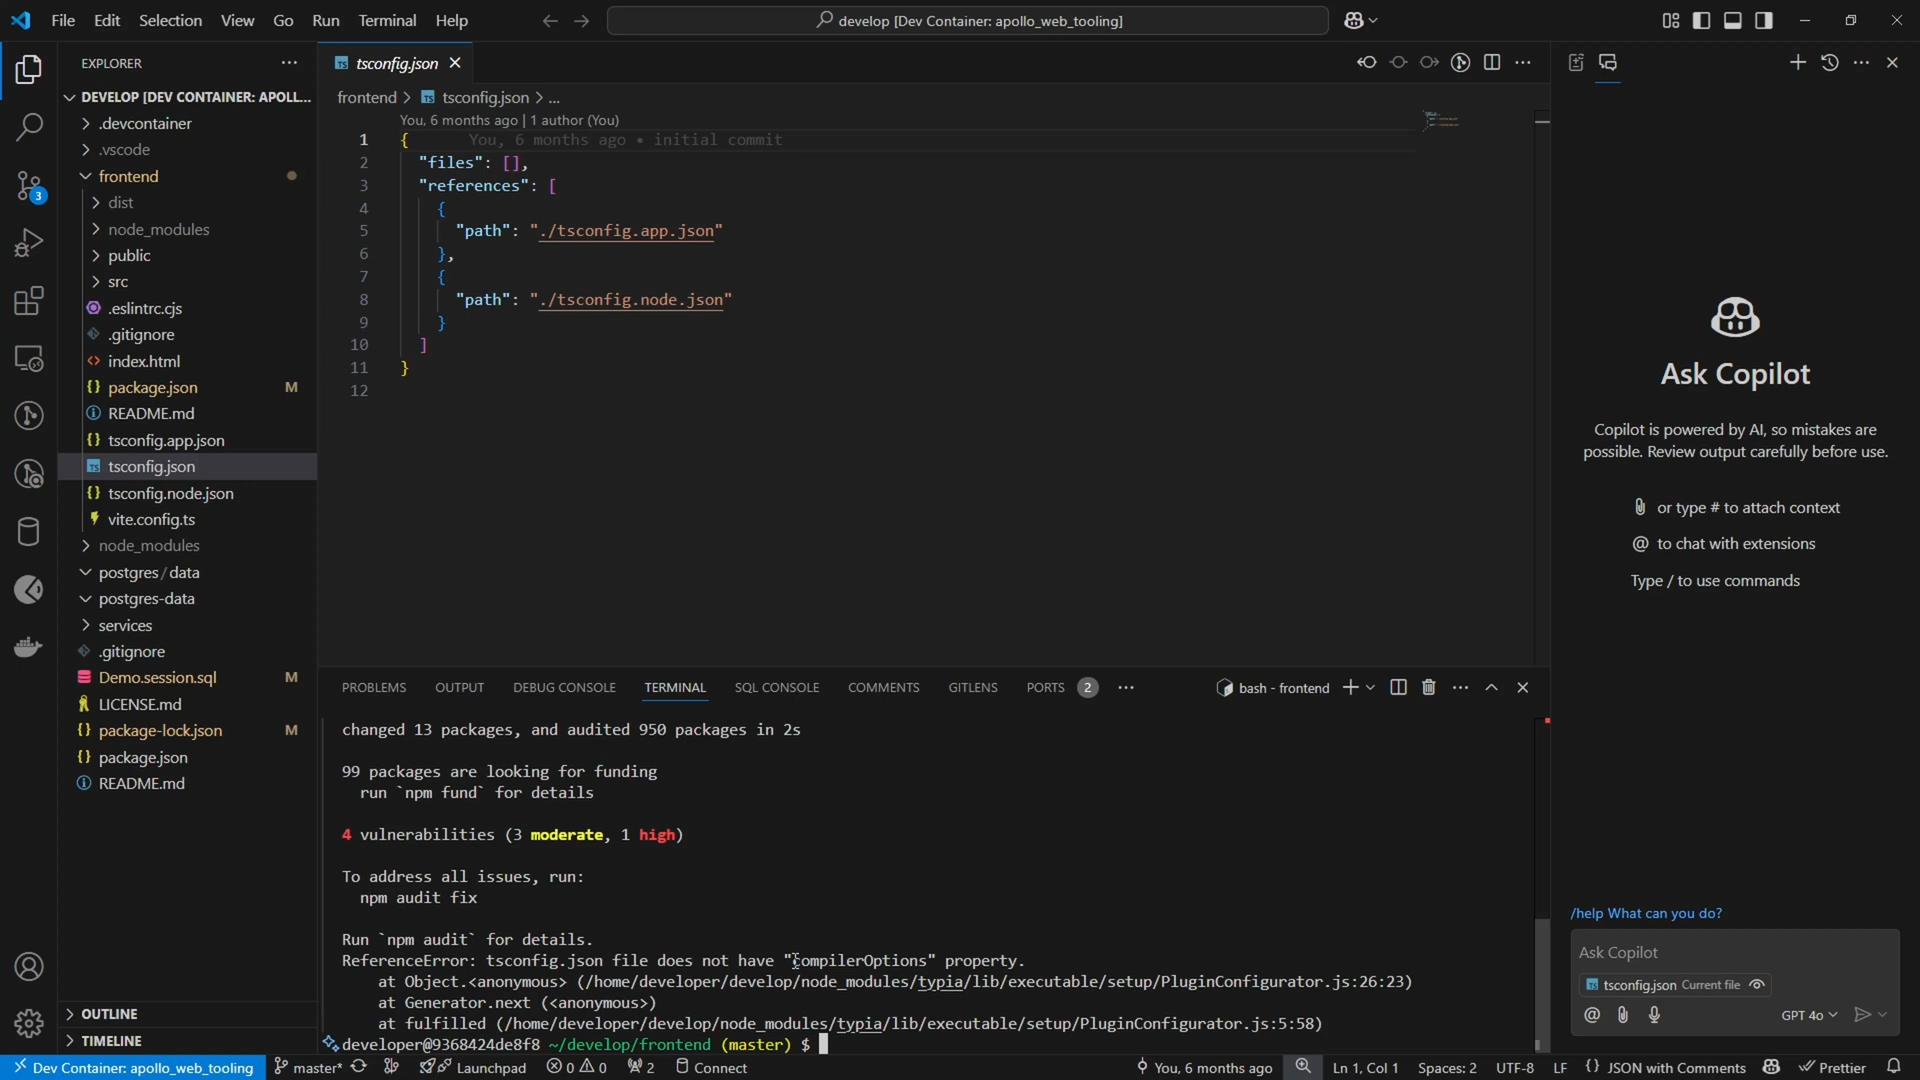 File Edit Selection View Go Run Terminal Help
develop [Dev Container: apollo_web_tooling]
EXPLORER
DEVELOP [DEV CONTAINER: APOLL...
.devcontainer
.vscode
frontend
dist
node_modules
public
src
.eslintrc.cjs
.gitignore
index.html
package.json M
README.md
tsconfig.app.json
tsconfig.json
tsconfig.node.json
vite.config.ts
node_modules
postgres / data
postgres-data
services
.gitignore
Demo.session.sql M
LICENSE.md
package-lock.json M
package.json
README.md
OUTLINE
TIMELINE
3
TS tsconfig.json
frontend > TS tsconfig.json > ...
You, 6 months ago | 1 author (You)
1 { You, 6 months ago • initial commit
2 "files": [],
3 "references": [
4 {
5 "path": "./tsconfig.app.json"
6 },
7 {
8 "path": "./tsconfig.node.json"
9 }
10 ]
11 }
12
PROBLEMS OUTPUT DEBUG CONSOLE TERMINAL SQL CONSOLE COMMENTS GITLENS PORTS 2
bash - frontend
changed 13 packages, and audited 950 packages in 2s
99 packages are looking for funding
run `npm fund` for details
4 vulnerabilities (3 moderate, 1 high)
To address all issues, run:
npm audit fix
Run `npm audit` for details.
ReferenceError: tsconfig.json file does not have "compilerOptions" property.
at Object.<anonymous> (/home/developer/develop/node_modules/typia/lib/executable/setup/PluginConfigurator.js:26:23)
at Generator.next (<anonymous>)
at fulfilled (/home/developer/develop/node_modules/typia/lib/executable/setup/PluginConfigurator.js:5:58)
developer@9368424de8f8 ~/develop/frontend (master) $
Ask Copilot
Copilot is powered by AI, so mistakes are
possible. Review output carefully before use.
or type # to attach context
@ to chat with extensions
Type / to use commands
/help What can you do?
Ask Copilot
TS tsconfig.json Current file
@ GPT 4o
Dev Container: apollo_web_tooling master* Launchpad 0 0 2 Connect You, 6 months ago Ln 1, Col 1 Spaces: 2 UTF-8 LF {} JSON with Comments Prettier